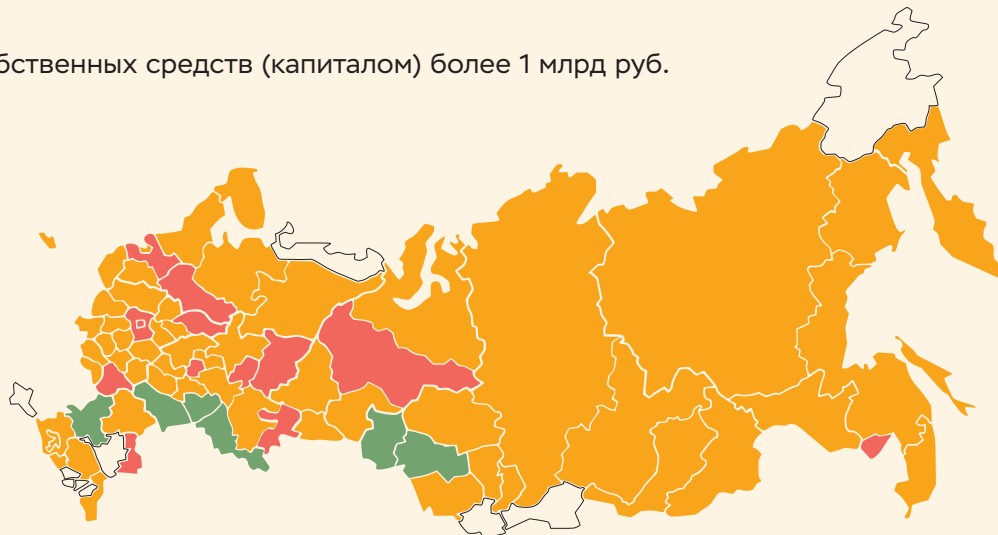 бственных средств (капиталом) более 1 млрд руб.